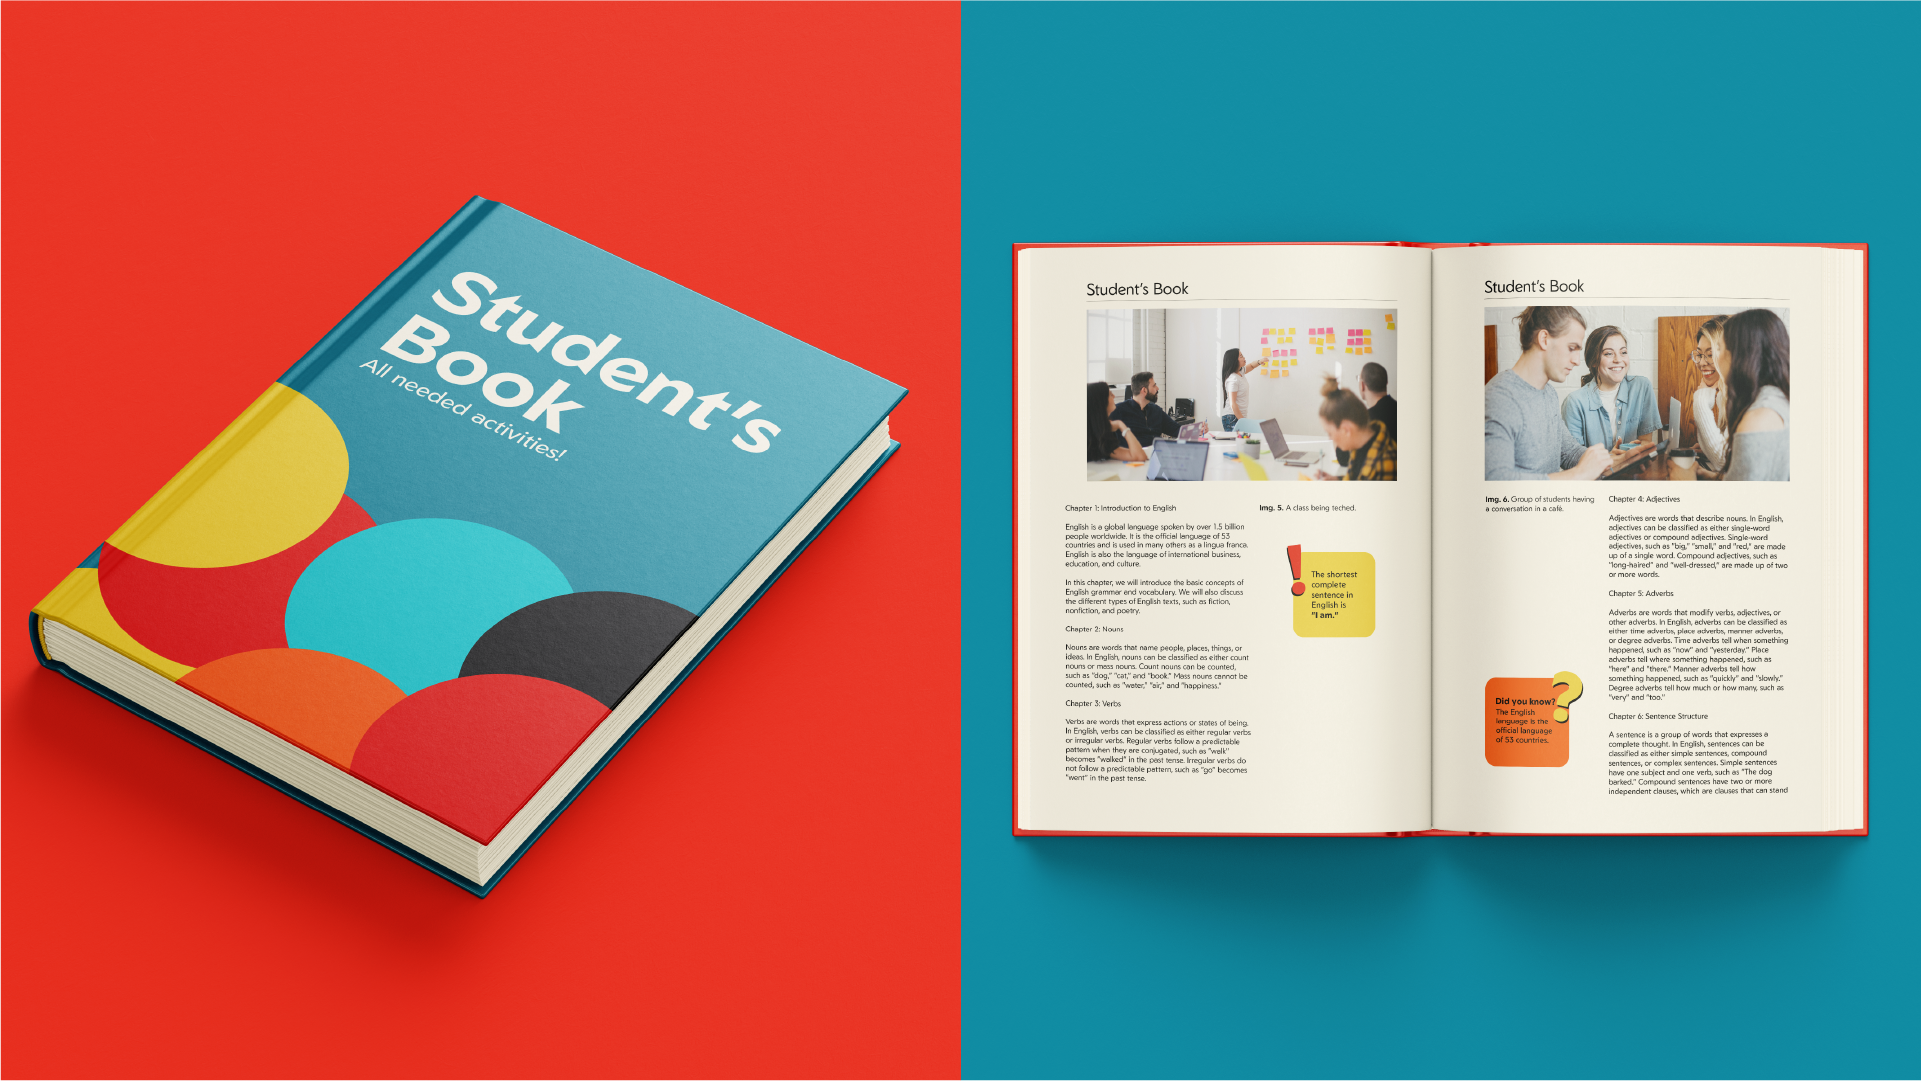 Student's
Book
All needed activities!
Student's Book
Chapter 1: Introduction to English
English is a global language spoken by over 1.5 billion
people worldwide. It is the official language of 53
countries and is used in many others as a lingua franca.
English is also the language of international business,
education, and culture.
In this chapter, we will introduce the basic concepts of
English grammar and vocabulary. We will also discuss
the different types of English texts, such as fiction,
nonfiction, and poetry.
Chapter 2: Nouns
Nouns are words that name people, places, things, or
ideas. In English, nouns can be classified as either count
nouns or mass nouns. Count nouns can be counted,
such as "dog," "cat," and "book." Mass nouns cannot be
counted, such as "water," "air," and "happiness."
Chapter 3: Verbs
Verbs are words that express actions or states of being.
In English, verbs can be classified as either regular verbs
or irregular verbs. Regular verbs follow a predictable
pattern when they are conjugated, such as "walk"
becomes "walked" in the past tense. Irregular verbs do
not follow a predictable pattern, such as "go" becomes
"went" in the past tense.
Img. 5. A class being teched.
!
The shortest
complete
sentence in
English is
"I am."
Student's Book
Img. 6. Group of students having
a conversation in a café.
Did you know?
The English
language is the
official language
of 53 countries.
?
Chapter 4: Adjectives
Adjectives are words that describe nouns. In English,
adjectives can be classified as either single-word
adjectives or compound adjectives. Single-word
adjectives, such as "big," "small," and "red," are made
up of a single word. Compound adjectives, such as
"long-haired" and "well-dressed," are made up of two
or more words.
Chapter 5: Adverbs
Adverbs are words that modify verbs, adjectives, or
other adverbs. In English, adverbs can be classified as
either time adverbs, place adverbs, manner adverbs,
or degree adverbs. Time adverbs tell when something
happened, such as "now" and "yesterday." Place
adverbs tell where something happened, such as
"here" and "there." Manner adverbs tell how
something happened, such as "quickly" and "slowly."
Degree adverbs tell how much or how many, such as
"very" and "too."
Chapter 6: Sentence Structure
A sentence is a group of words that expresses a
complete thought. In English, sentences can be
classified as either simple sentences, compound
sentences, or complex sentences. Simple sentences
have one subject and one verb, such as "The dog
barked." Compound sentences have two or more
independent clauses, which are clauses that can stand